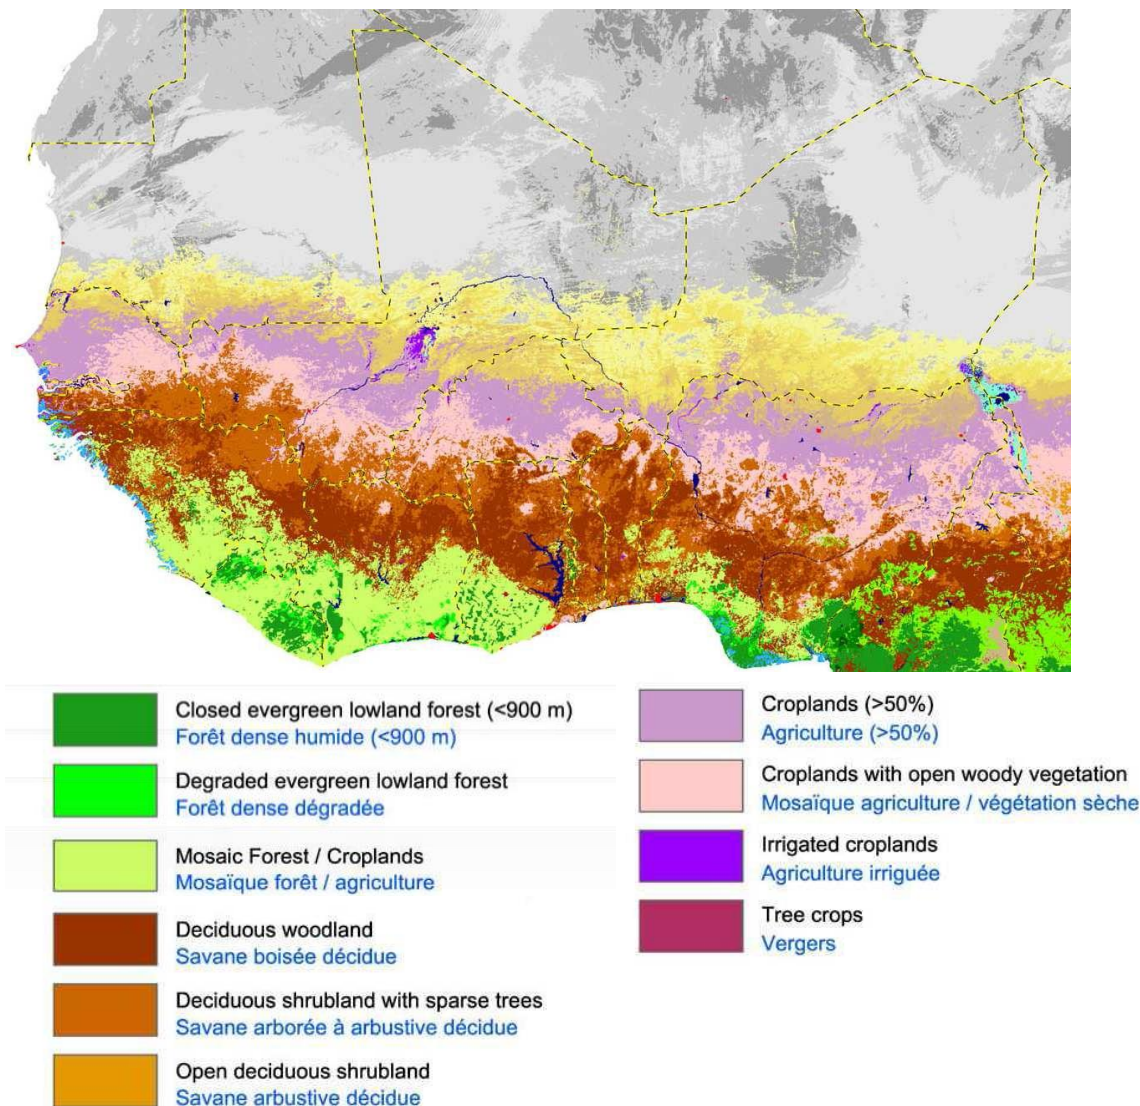 Closed evergreen lowland forest (<900 m)
Forêt dense humide (<900 m)
Degraded evergreen lowland forest
Forêt dense dégradée
Mosaic Forest / Croplands
Mosaïque forêt / agriculture
Deciduous woodland
Savane boisée décidue
Deciduous shrubland with sparse trees
Savane arborée à arbustive décidue
Open deciduous shrubland
Savane arbustive décidue
Croplands (>50%)
Agriculture (>50%)
Croplands with open woody vegetation
Mosaïque agriculture / végétation sèche
Irrigated croplands
Agriculture irriguée
Tree crops
Vergers